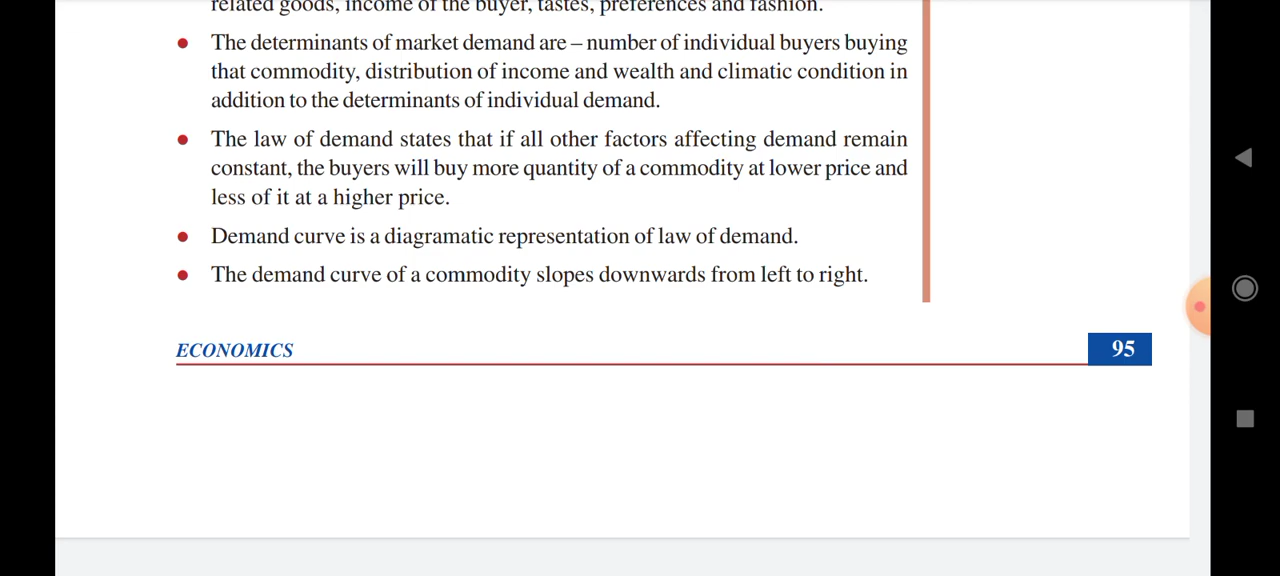 related goods, income of the buyer, tastes, preferences and fashion.
• The determinants of market demand are – number of individual buyers buying
that commodity, distribution of income and wealth and climatic condition in
addition to the determinants of individual demand.
• The law of demand states that if all other factors affecting demand remain
constant, the buyers will buy more quantity of a commodity at lower price and
less of it at a higher price.
• Demand curve is a diagramatic representation of law of demand.
• The demand curve of a commodity slopes downwards from left to right.
ECONOMICS
95